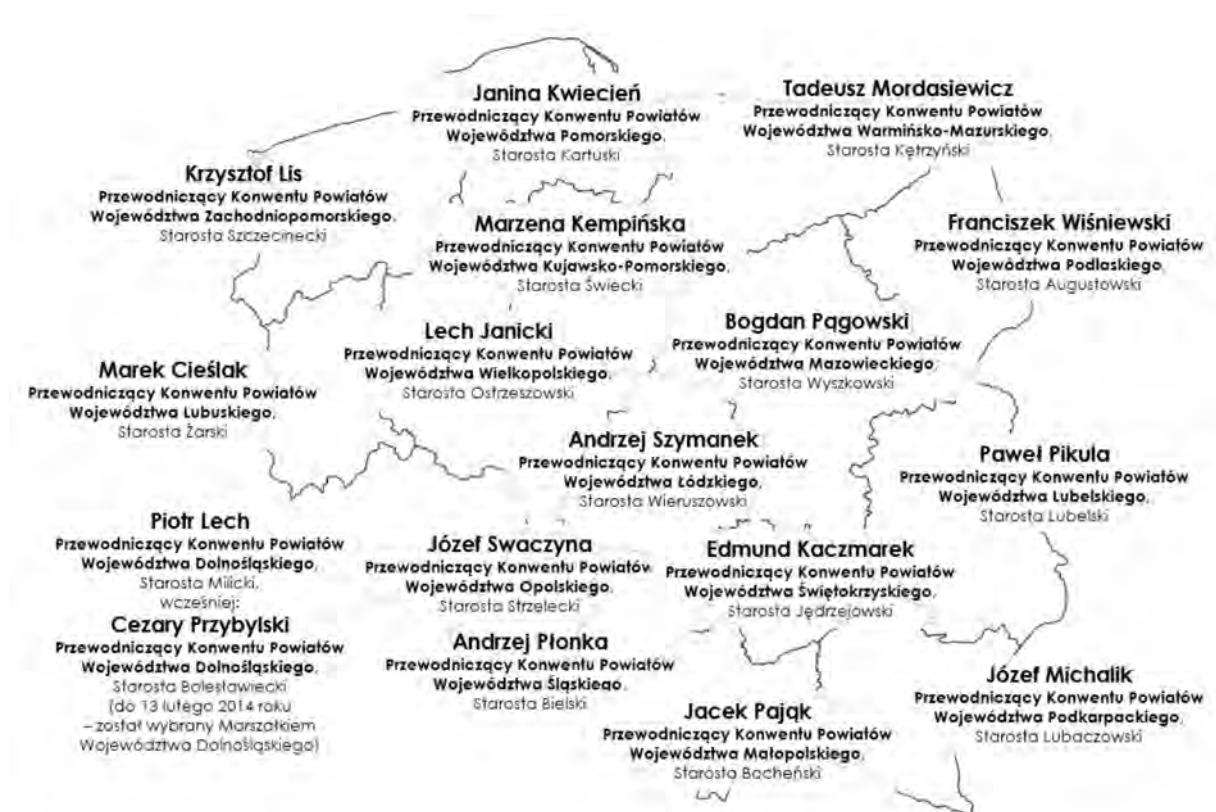 Janina Kwiecień
Przewodniczący Konwentu Powiatów
Województwa Pomorskiego,
Starosta Kartuski
Tadeusz Mordasiewicz
Przewodniczący Konwentu Powiatów
Województwa Warmińsko-Mazurskiego,
Starosta Kętrzyński
Krzysztof Lis
Przewodniczący Konwentu Powiatów
Województwa Zachodniopomorskiego,
Starosta Szczecinecki
Marzena Kempińska
Przewodniczący Konwentu Powiatów
Województwa Kujawsko-Pomorskiego,
Starosta Świecki
Franciszek Wiśniewski
Przewodniczący Konwentu Powiatów
Województwa Podlaskiego,
Starosta Augustowski
Lech Janicki
Przewodniczący Konwentu Powiatów
Województwa Wielkopolskiego,
Starosta Ostrzeszowski
Bogdan Pągowski
Przewodniczący Konwentu Powiatów
Województwa Mazowieckiego,
Starosta Wyszkowski
Marek Cieślak
Przewodniczący Konwentu Powiatów
Województwa Lubuskiego,
Starosta Żarski
Andrzej Szymanek
Przewodniczący Konwentu Powiatów
Województwa Łódzkiego,
Starosta Wieruszowski
Paweł Pikula
Przewodniczący Konwentu Powiatów
Województwa Lubelskiego,
Starosta Lubelski
Piotr Lech
Przewodniczący Konwentu Powiatów
Województwa Dolnośląskiego,
Starosta Milicki,
wcześniej:
Cezary Przybylski
Przewodniczący Konwentu Powiatów
Województwa Dolnośląskiego,
Starosta Bolesławiecki
(do 13 lutego 2014 roku
– został wybrany Marszałkiem
Województwa Dolnośląskiego)
Józef Swaczyna
Przewodniczący Konwentu Powiatów
Województwa Opolskiego,
Starosta Strzelecki
Edmund Kaczmarek
Przewodniczący Konwentu Powiatów
Województwa Świętokrzyskiego,
Starosta Jędrzejowski
Andrzej Płonka
Przewodniczący Konwentu Powiatów
Województwa Śląskiego,
Starosta Bielski
Józef Michalik
Przewodniczący Konwentu Powiatów
Województwa Podkarpackiego,
Starosta Lubaczowski
Jacek Pająk
Przewodniczący Konwentu Powiatów
Województwa Małopolskiego,
Starosta Bocheński